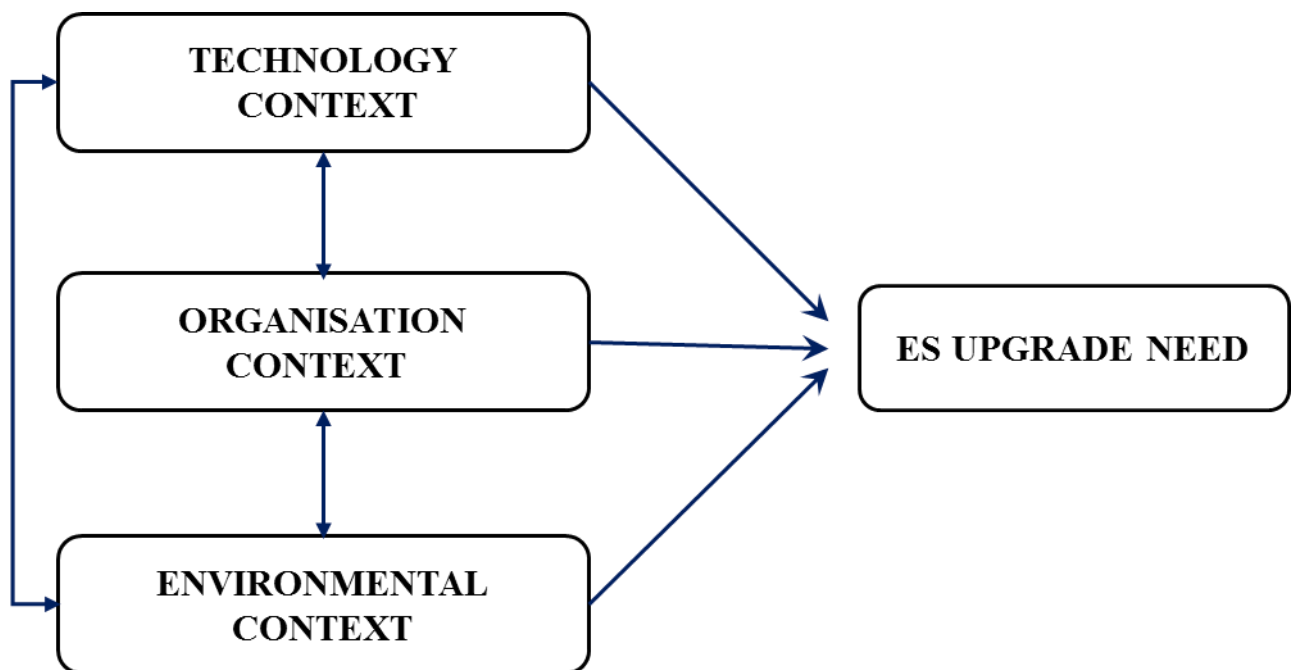 TECHNOLOGY
CONTEXT
ORGANISATION
CONTEXT
ES UPGRADE NEED
ENVIRONMENTAL
CONTEXT